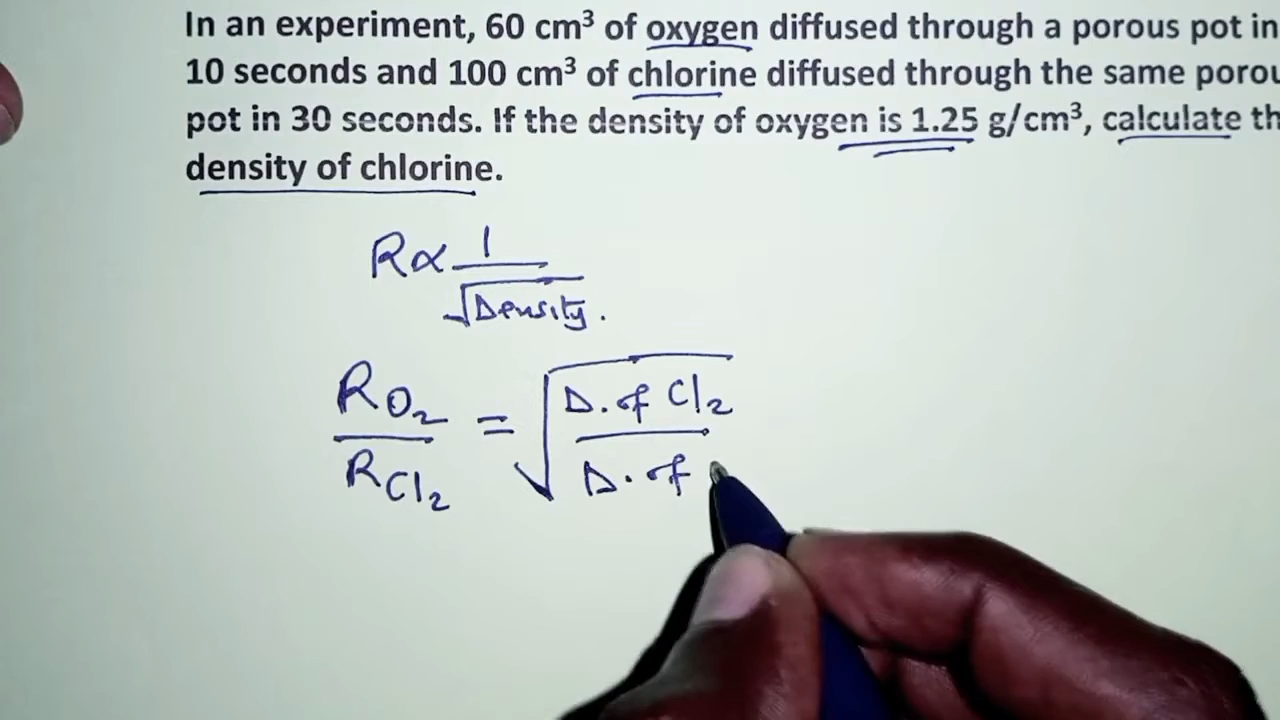 In an experiment, 60 cm³ of oxygen diffused through a porous pot in
10 seconds and 100 cm³ of chlorine diffused through the same porou
pot in 30 seconds. If the density of oxygen is 1.25 g/cm³, calculate th
density of chlorine.
R ∝ 1/√Density.
R O₂ / R Cl₂ = √(D. of Cl₂ / D. of